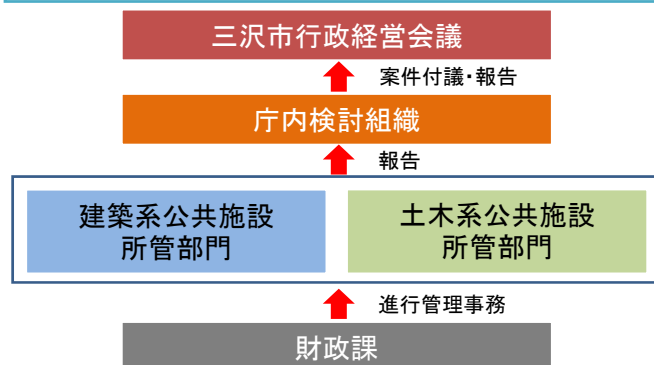 三沢市行政経営会議
案件付議・報告
庁内検討組織
報告
建築系公共施設
所管部門
土木系公共施設
所管部門
進行管理事務
財政課